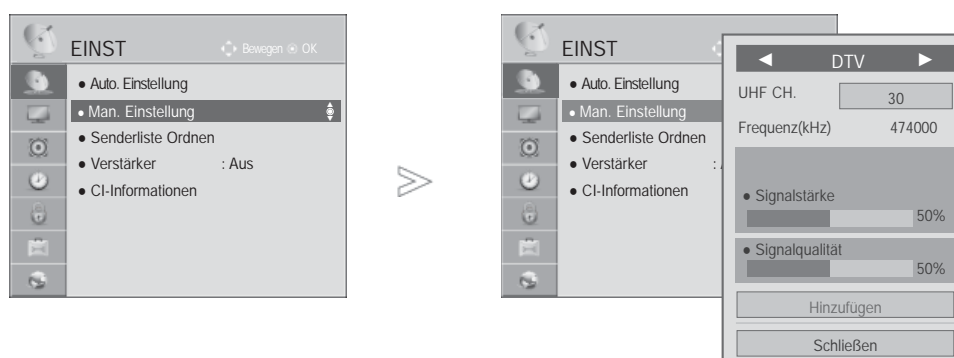 EINST
Bewegen OK
● Auto. Einstellung
● Man. Einstellung
● Senderliste Ordnen
● Verstärker : Aus
● CI-Informationen
EINST
● Auto. Einstellung
● Man. Einstellung
● Senderliste Ordnen
● Verstärker :
● CI-Informationen
◄ DTV ►
UHF CH. 30
Frequenz(kHz) 474000
● Signalstärke
50%
● Signalqualität
50%
Hinzufügen
Schließen